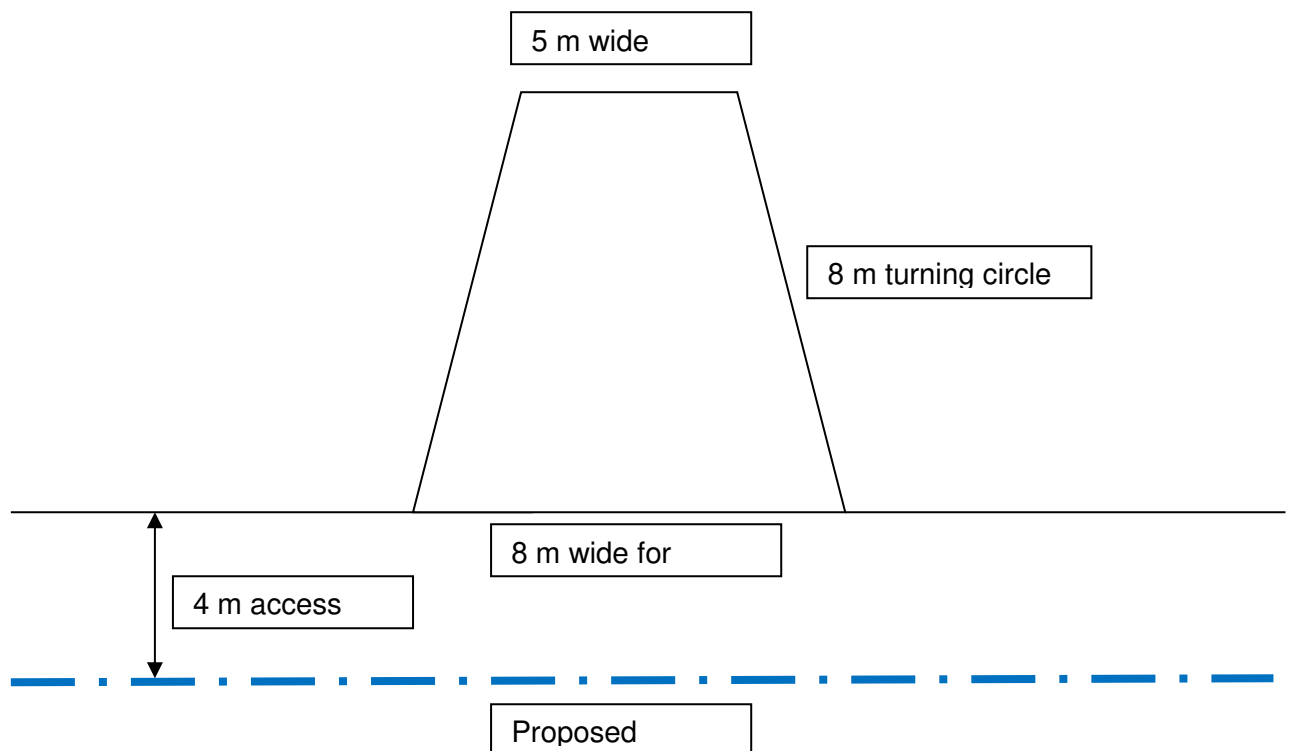 5 m wide
8 m turning circle
8 m wide for
4 m access
Proposed